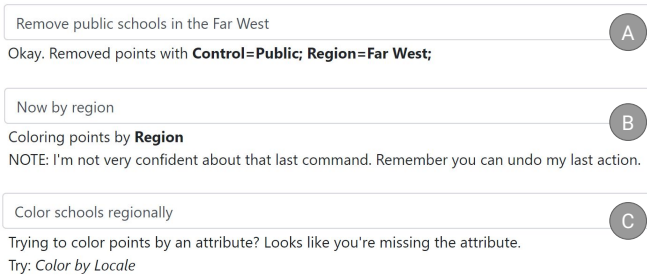 Remove public schools in the Far West
A
Okay. Removed points with Control=Public; Region=Far West;
Now by region
B
Coloring points by Region
NOTE: I'm not very confident about that last command. Remember you can undo my last action.
Color schools regionally
C
Trying to color points by an attribute? Looks like you're missing the attribute.
Try: Color by Locale